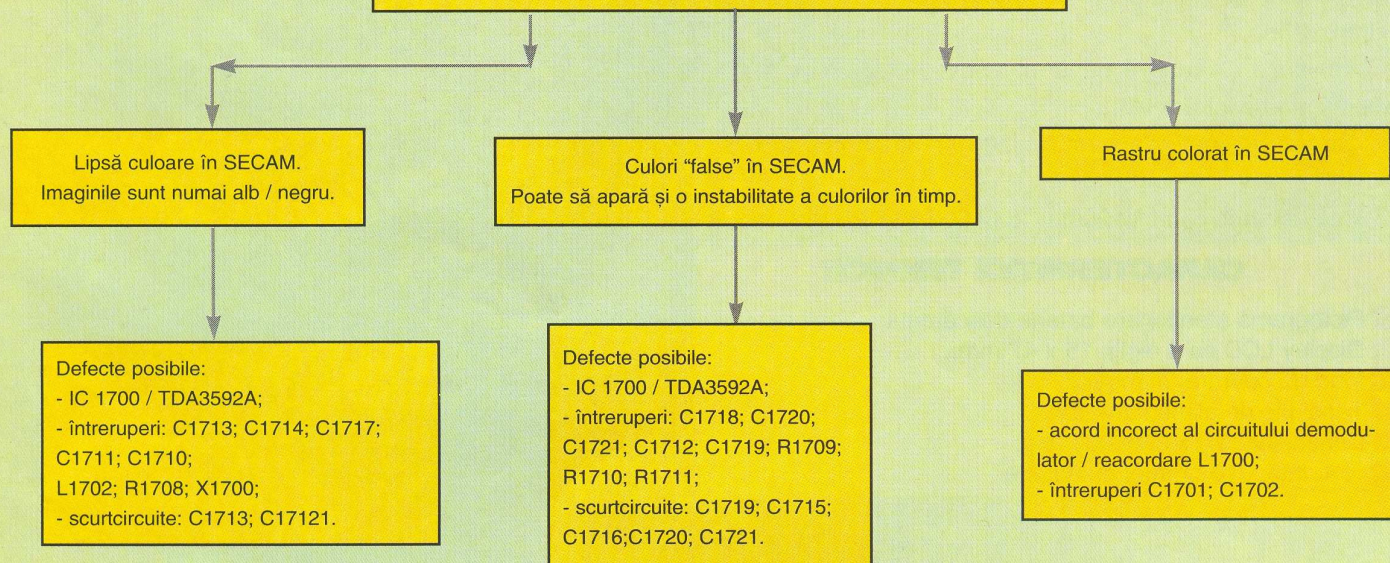 Lipsă culoare în SECAM.
Imaginile sunt numai alb / negru.
Culori “false” în SECAM.
Poate să apară și o instabilitate a culorilor în timp.
Rastru colorat în SECAM
Defecte posibile:
- IC 1700 / TDA3592A;
- întreruperi: C1713; C1714; C1717;
C1711; C1710;
L1702; R1708; X1700;
- scurtcircuite: C1713; C17121.
Defecte posibile:
- IC 1700 / TDA3592A;
- întreruperi: C1718; C1720;
C1721; C1712; C1719; R1709;
R1710; R1711;
- scurtcircuite: C1719; C1715;
C1716;C1720; C1721.
Defecte posibile:
- acord incorect al circuitului demodu-
lator / reacordare L1700;
- întreruperi C1701; C1702.